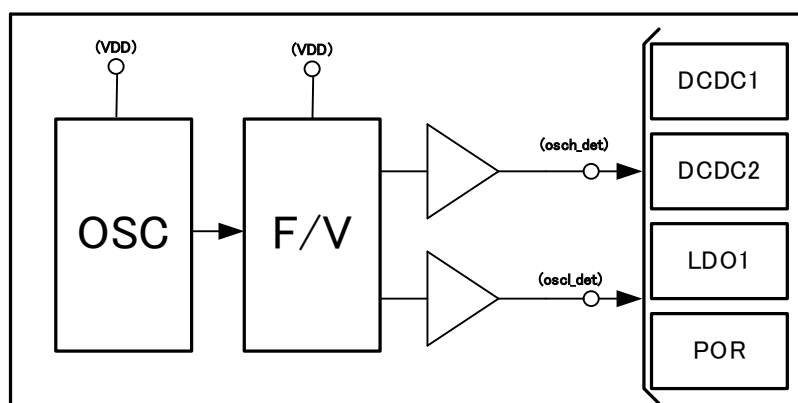 (VDD)
(VDD)
OSC
F/V
(osch_det)
(oscl_det)
DCDC1
DCDC2
LDO1
POR